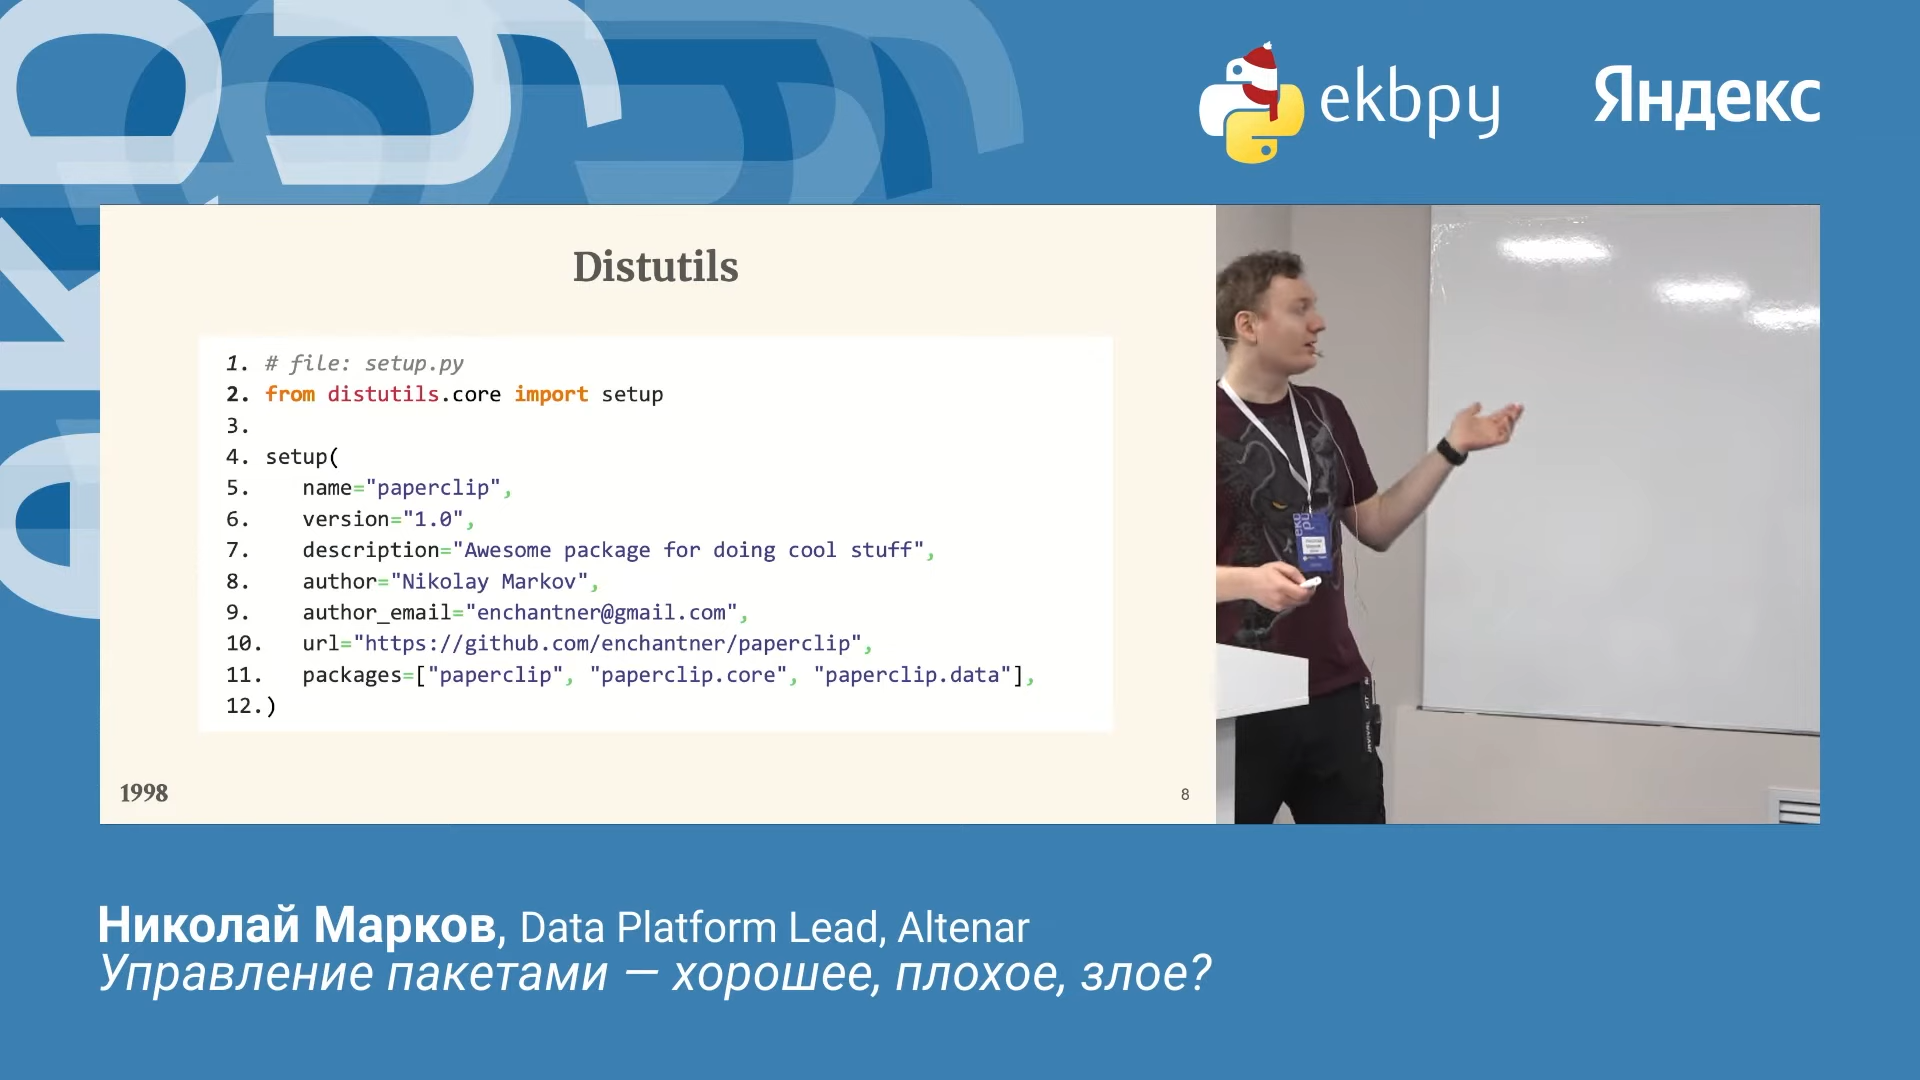 ekbpy
Яндекс
Distutils
1. # file: setup.py
2. from distutils.core import setup
3.
4. setup(
5. name="paperclip",
6. version="1.0",
7. description="Awesome package for doing cool stuff",
8. author="Nikolay Markov",
9. author_email="enchantner@gmail.com",
10. url="https://github.com/enchantner/paperclip",
11. packages=["paperclip", "paperclip.core", "paperclip.data"],
12.)
1998
8
Николай Марков, Data Platform Lead, Altenar
Управление пакетами — хорошее, плохое, злое?